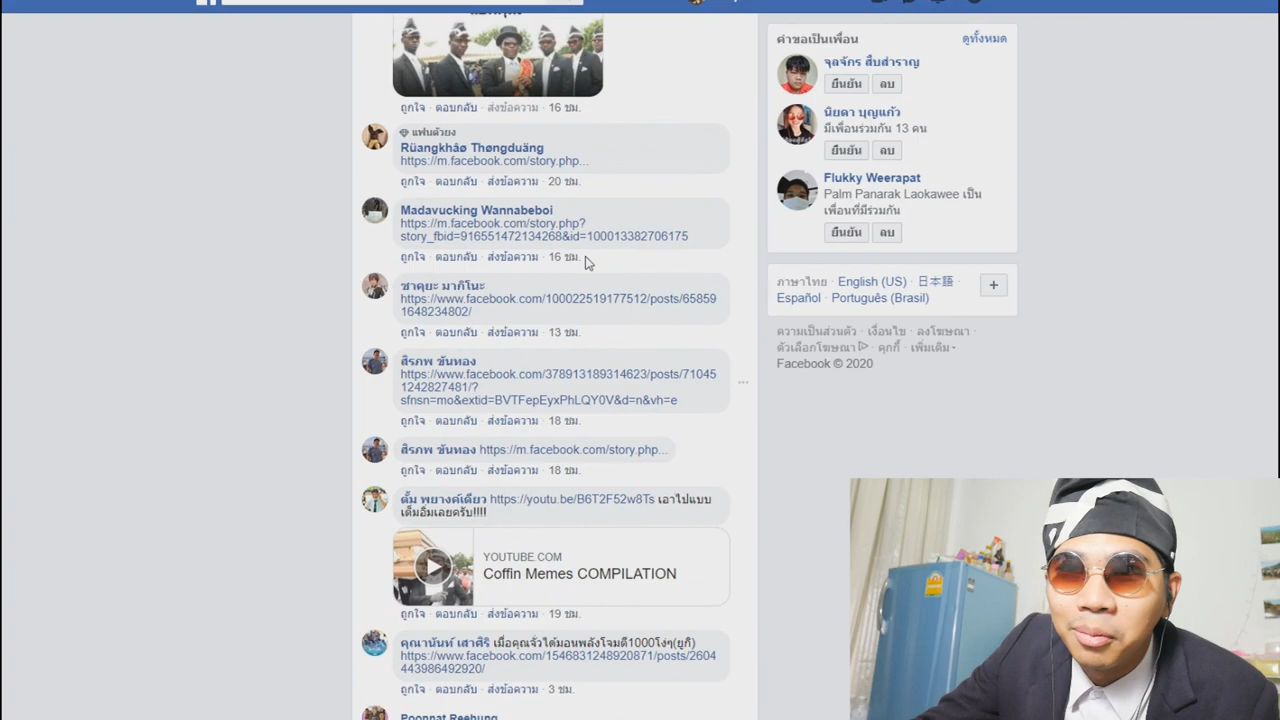 ถูกใจ · ตอบกลับ · ส่งข้อความ · 16 ชม.
แฟนตัวยง
Rüangkhâø Thøngduäng
https://m.facebook.com/story.php...
ถูกใจ · ตอบกลับ · ส่งข้อความ · 20 ชม.
Madavucking Wannabeboi
https://m.facebook.com/story.php?
story_fbid=916551472134268&id=100013382706175
ถูกใจ · ตอบกลับ · ส่งข้อความ · 16 ชม.
ซาคุยะ มากิโนะ
https://www.facebook.com/100022519177512/posts/65859
1648234802/
ถูกใจ · ตอบกลับ · ส่งข้อความ · 13 ชม.
สิรภพ ขันทอง
https://www.facebook.com/378913189314623/posts/71045
1242827481/?
sfnsn=mo&extid=BVTFepEyxPhLQY0V&d=n&vh=e
ถูกใจ · ตอบกลับ · ส่งข้อความ · 18 ชม.
สิรภพ ขันทอง https://m.facebook.com/story.php...
ถูกใจ · ตอบกลับ · ส่งข้อความ · 18 ชม.
ตั้ม พยางค์เดียว https://youtu.be/B6T2F52w8Ts เอาไปแบบ
เต็มอิ่มเลยครับ!!!!
YOUTUBE.COM
Coffin Memes COMPILATION
ถูกใจ · ตอบกลับ · ส่งข้อความ · 19 ชม.
คุณานันท์ เสาศิริ เมื่อคุณจั่วได้มอนพลังโจมตี1000โง่ๆ(ยูกิ)
https://www.facebook.com/1546831248920871/posts/2604
443986492920/
ถูกใจ · ตอบกลับ · ส่งข้อความ · 3 ชม.
Poonnat Reehung
คำขอเป็นเพื่อน ดูทั้งหมด
จุลจักร สืบสำราญ
ยืนยัน ลบ
นิยดา บุญแก้ว
มีเพื่อนร่วมกัน 13 คน
ยืนยัน ลบ
Flukky Weerapat
Palm Panarak Laokawee เป็น
เพื่อนที่มีร่วมกัน
ยืนยัน ลบ
ภาษาไทย · English (US) · 日本語 ·
Español · Português (Brasil)
+
ความเป็นส่วนตัว · เงื่อนไข · ลงโฆษณา ·
ตัวเลือกโฆษณา · คุกกี้ · เพิ่มเติม
Facebook © 2020